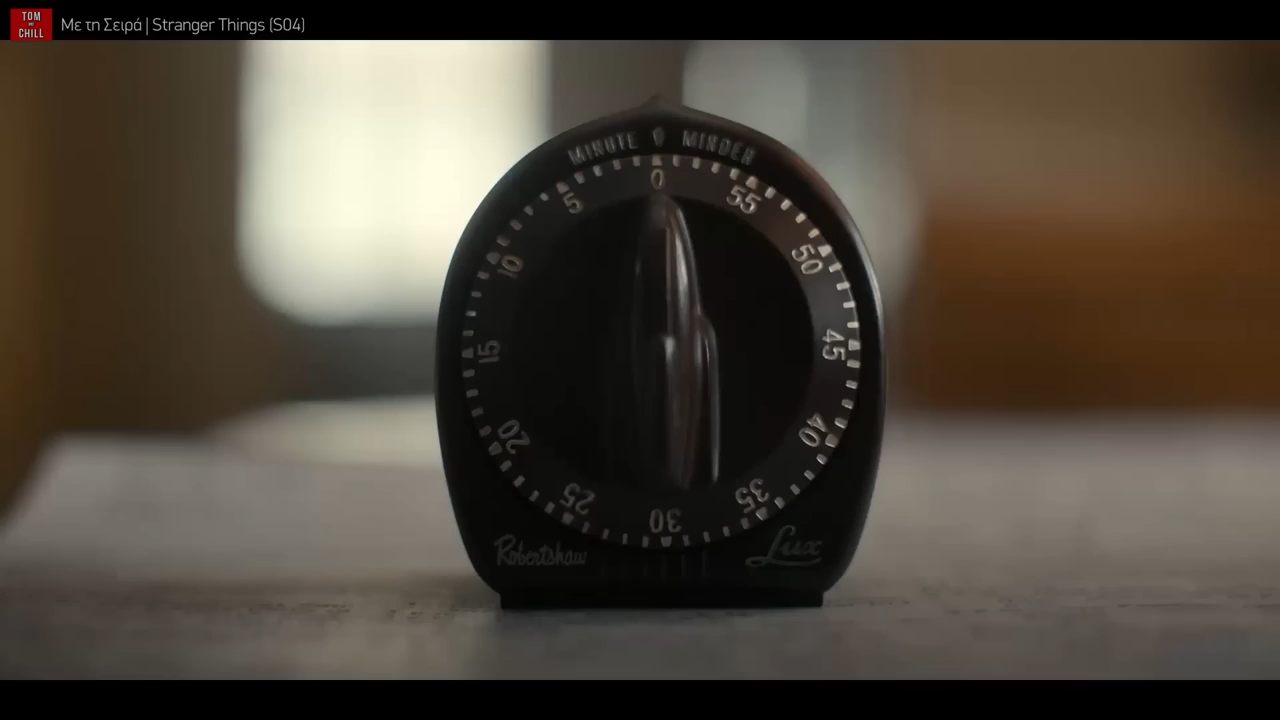 TOM
AND
CHILL
Με τη Σειρά | Stranger Things (S04)
MINUTE MINDER
0
5
55
10
50
15
45
20
40
25
35
30
Robertshaw
Lux